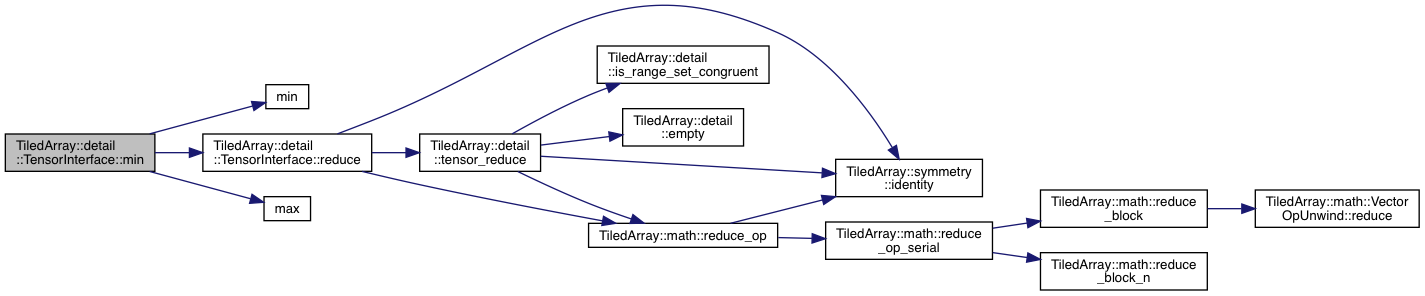 TiledArray::detail
::TensorInterface::min
min
TiledArray::detail
::TensorInterface::reduce
max
TiledArray::detail
::tensor_reduce
TiledArray::detail
::is_range_set_congruent
TiledArray::detail
::empty
TiledArray::math::reduce_op
TiledArray::symmetry
::identity
TiledArray::math::reduce
_op_serial
TiledArray::math::reduce
_block
TiledArray::math::reduce
_block_n
TiledArray::math::Vector
OpUnwind::reduce